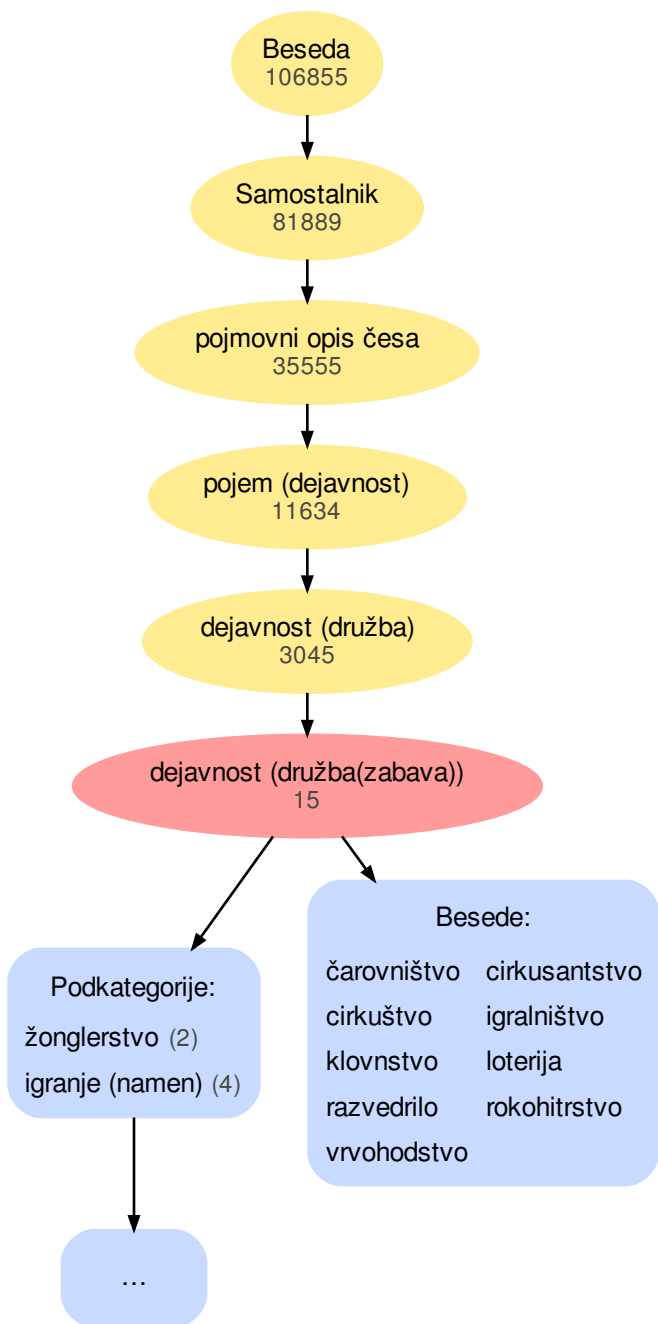 Beseda
106855
Samostalnik
81889
pojmovni opis česa
35555
pojem (dejavnost)
11634
dejavnost (družba)
3045
dejavnost (družba(zabava))
15
Podkategorije:
žonglerstvo (2)
igranje (namen) (4)
...
Besede:
čarovništvo cirkusantstvo
cirkuštvo igralništvo
klovnstvo loterija
razvedrilo rokohitrstvo
vrvohodstvo